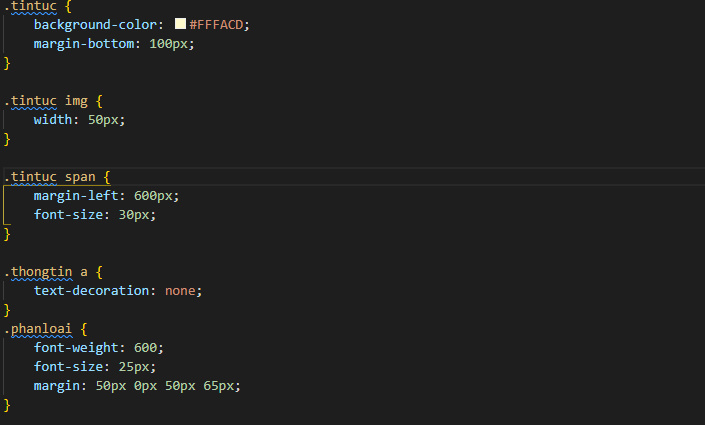 .tintuc {
    background-color: #FFFACD;
    margin-bottom: 100px;
}
.tintuc img {
    width: 50px;
}
.tintuc span {
    margin-left: 600px;
    font-size: 30px;
}
.thongtin a {
    text-decoration: none;
}
.phanloai {
    font-weight: 600;
    font-size: 25px;
    margin: 50px 0px 50px 65px;
}